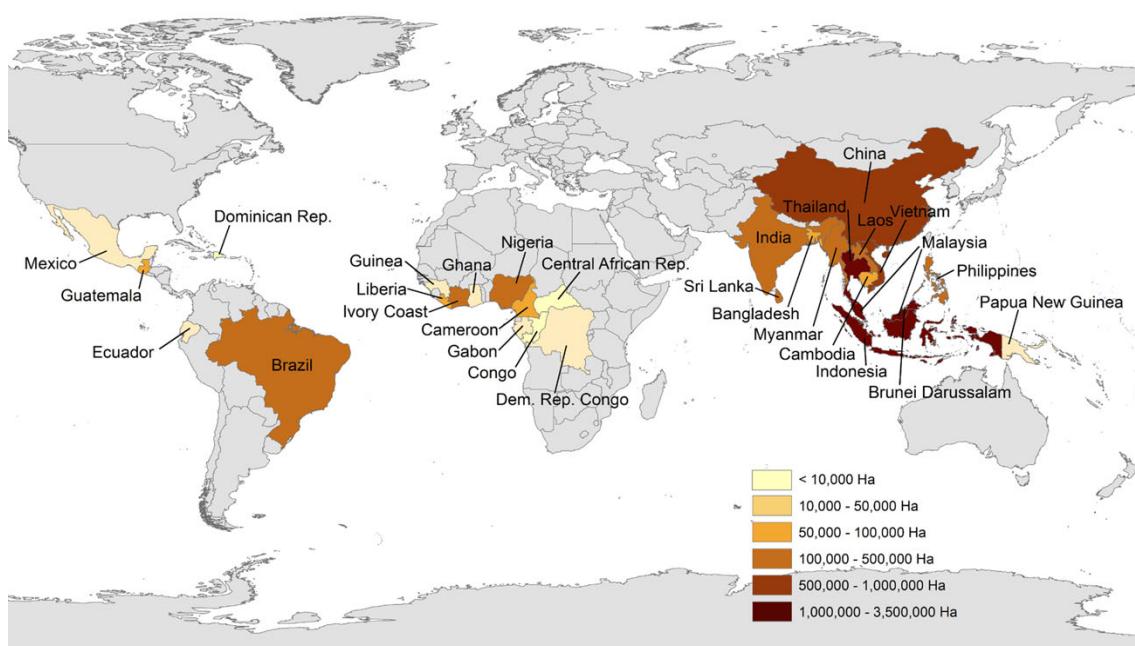 China
Thailand
Laos
Vietnam
India
Malaysia
Philippines
Sri Lanka
Bangladesh
Papua New Guinea
Myanmar
Cambodia
Indonesia
Brunei Darussalam
Dominican Rep.
Mexico
Guatemala
Ecuador
Brazil
Nigeria
Guinea
Ghana
Central African Rep.
Liberia
Ivory Coast
Cameroon
Gabon
Congo
Dem. Rep. Congo
< 10,000 Ha
10,000 - 50,000 Ha
50,000 - 100,000 Ha
100,000 - 500,000 Ha
500,000 - 1,000,000 Ha
1,000,000 - 3,500,000 Ha